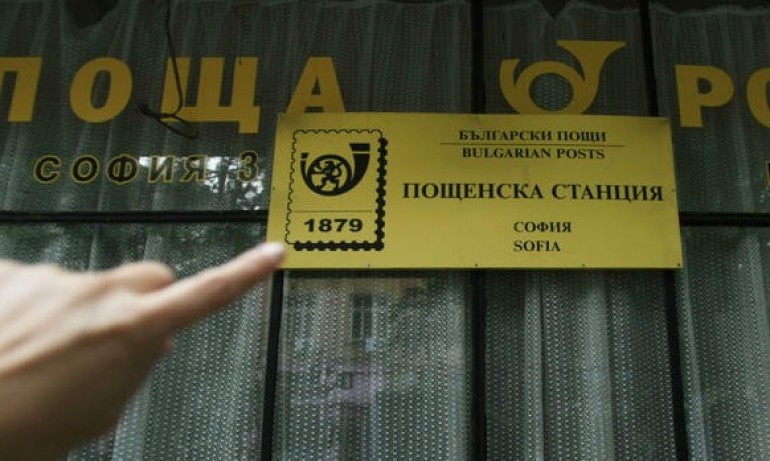 ПОЩА
СОФИЯ 3
БЪЛГАРСКИ ПОЩИ
BULGARIAN POSTS
ПОЩЕНСКА СТАНЦИЯ
1879
СОФИЯ
SOFIA